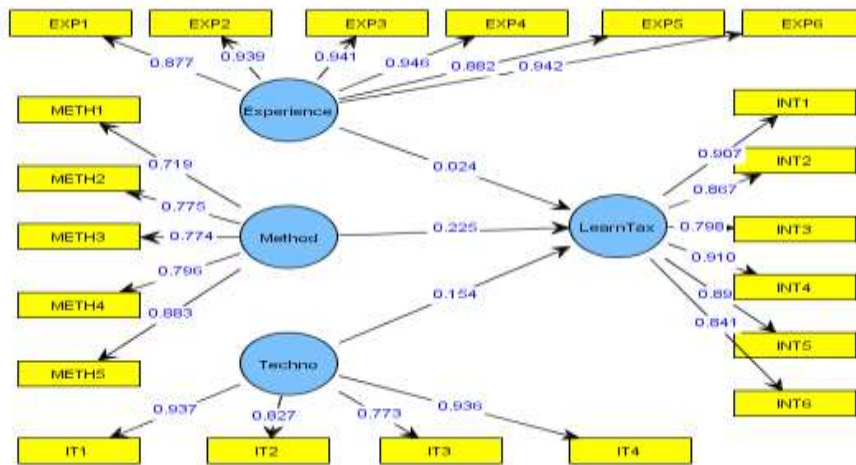 EXP1 EXP2 EXP3 EXP4 EXP5 EXP6
0.877 0.939 0.941 0.946 0.882 0.942
Experience
METH1
INT1
0.907
0.719
0.024
INT2
METH2
0.867
0.775
METH3
0.774
Method
0.225
LearnTax
0.798
INT3
0.796
0.910
METH4
INT4
0.883
0.154
0.89
0.841
INT5
METH5
Techno
INT6
0.937 0.827 0.773 0.936
IT1 IT2 IT3 IT4